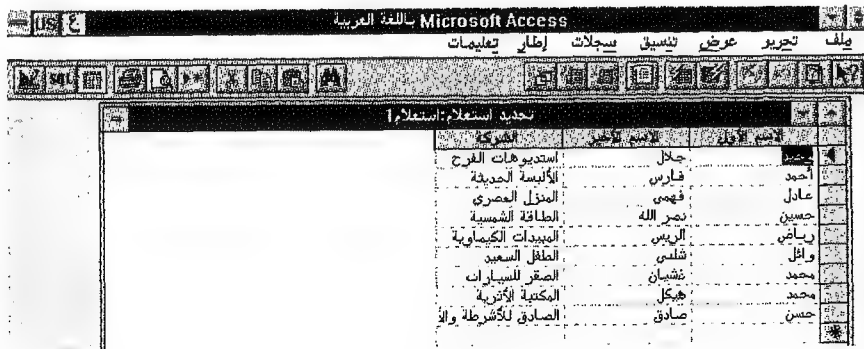 Microsoft Access باللغة العربية
ملف تحرير عرض تنسيق سجلات إطار تعليمات
تحديد استعلام:استعلام1
الاسم الأول الاسم الأخير الشركة
وحيد جلال استديوهات الفرح
أحمد فارس الألبسة الحديثة
عادل فهمي المنزل العصري
حسين نصر الله الطاقة الشمسية
رياض الريس المبيدات الكيماوية
وائل شلبي الطفل السعيد
محمد غشيان الصقر للسيارات
محمد هيكل المكتبة الأثرية
حسن صادق الصادق للأشرطة والأ